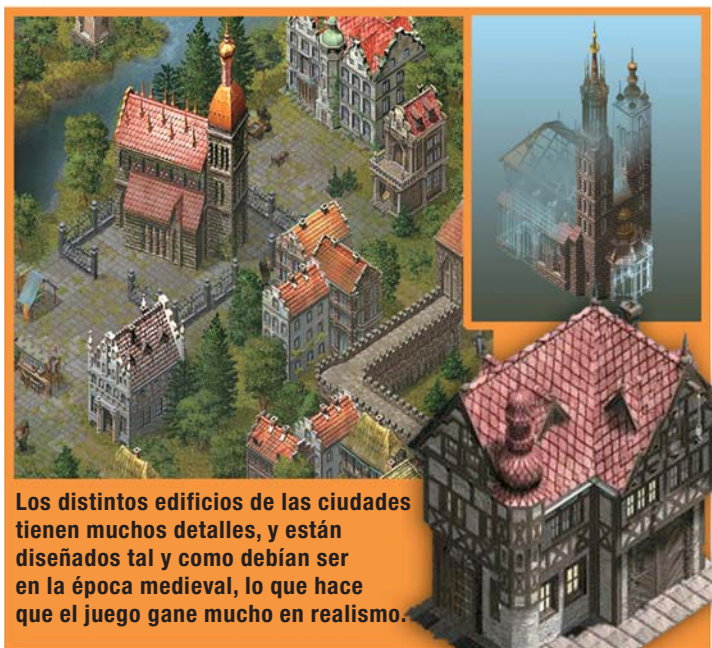 Los distintos edificios de las ciudades
tienen muchos detalles, y están
diseñados tal y como debían ser
en la época medieval, lo que hace
que el juego gane mucho en realismo.